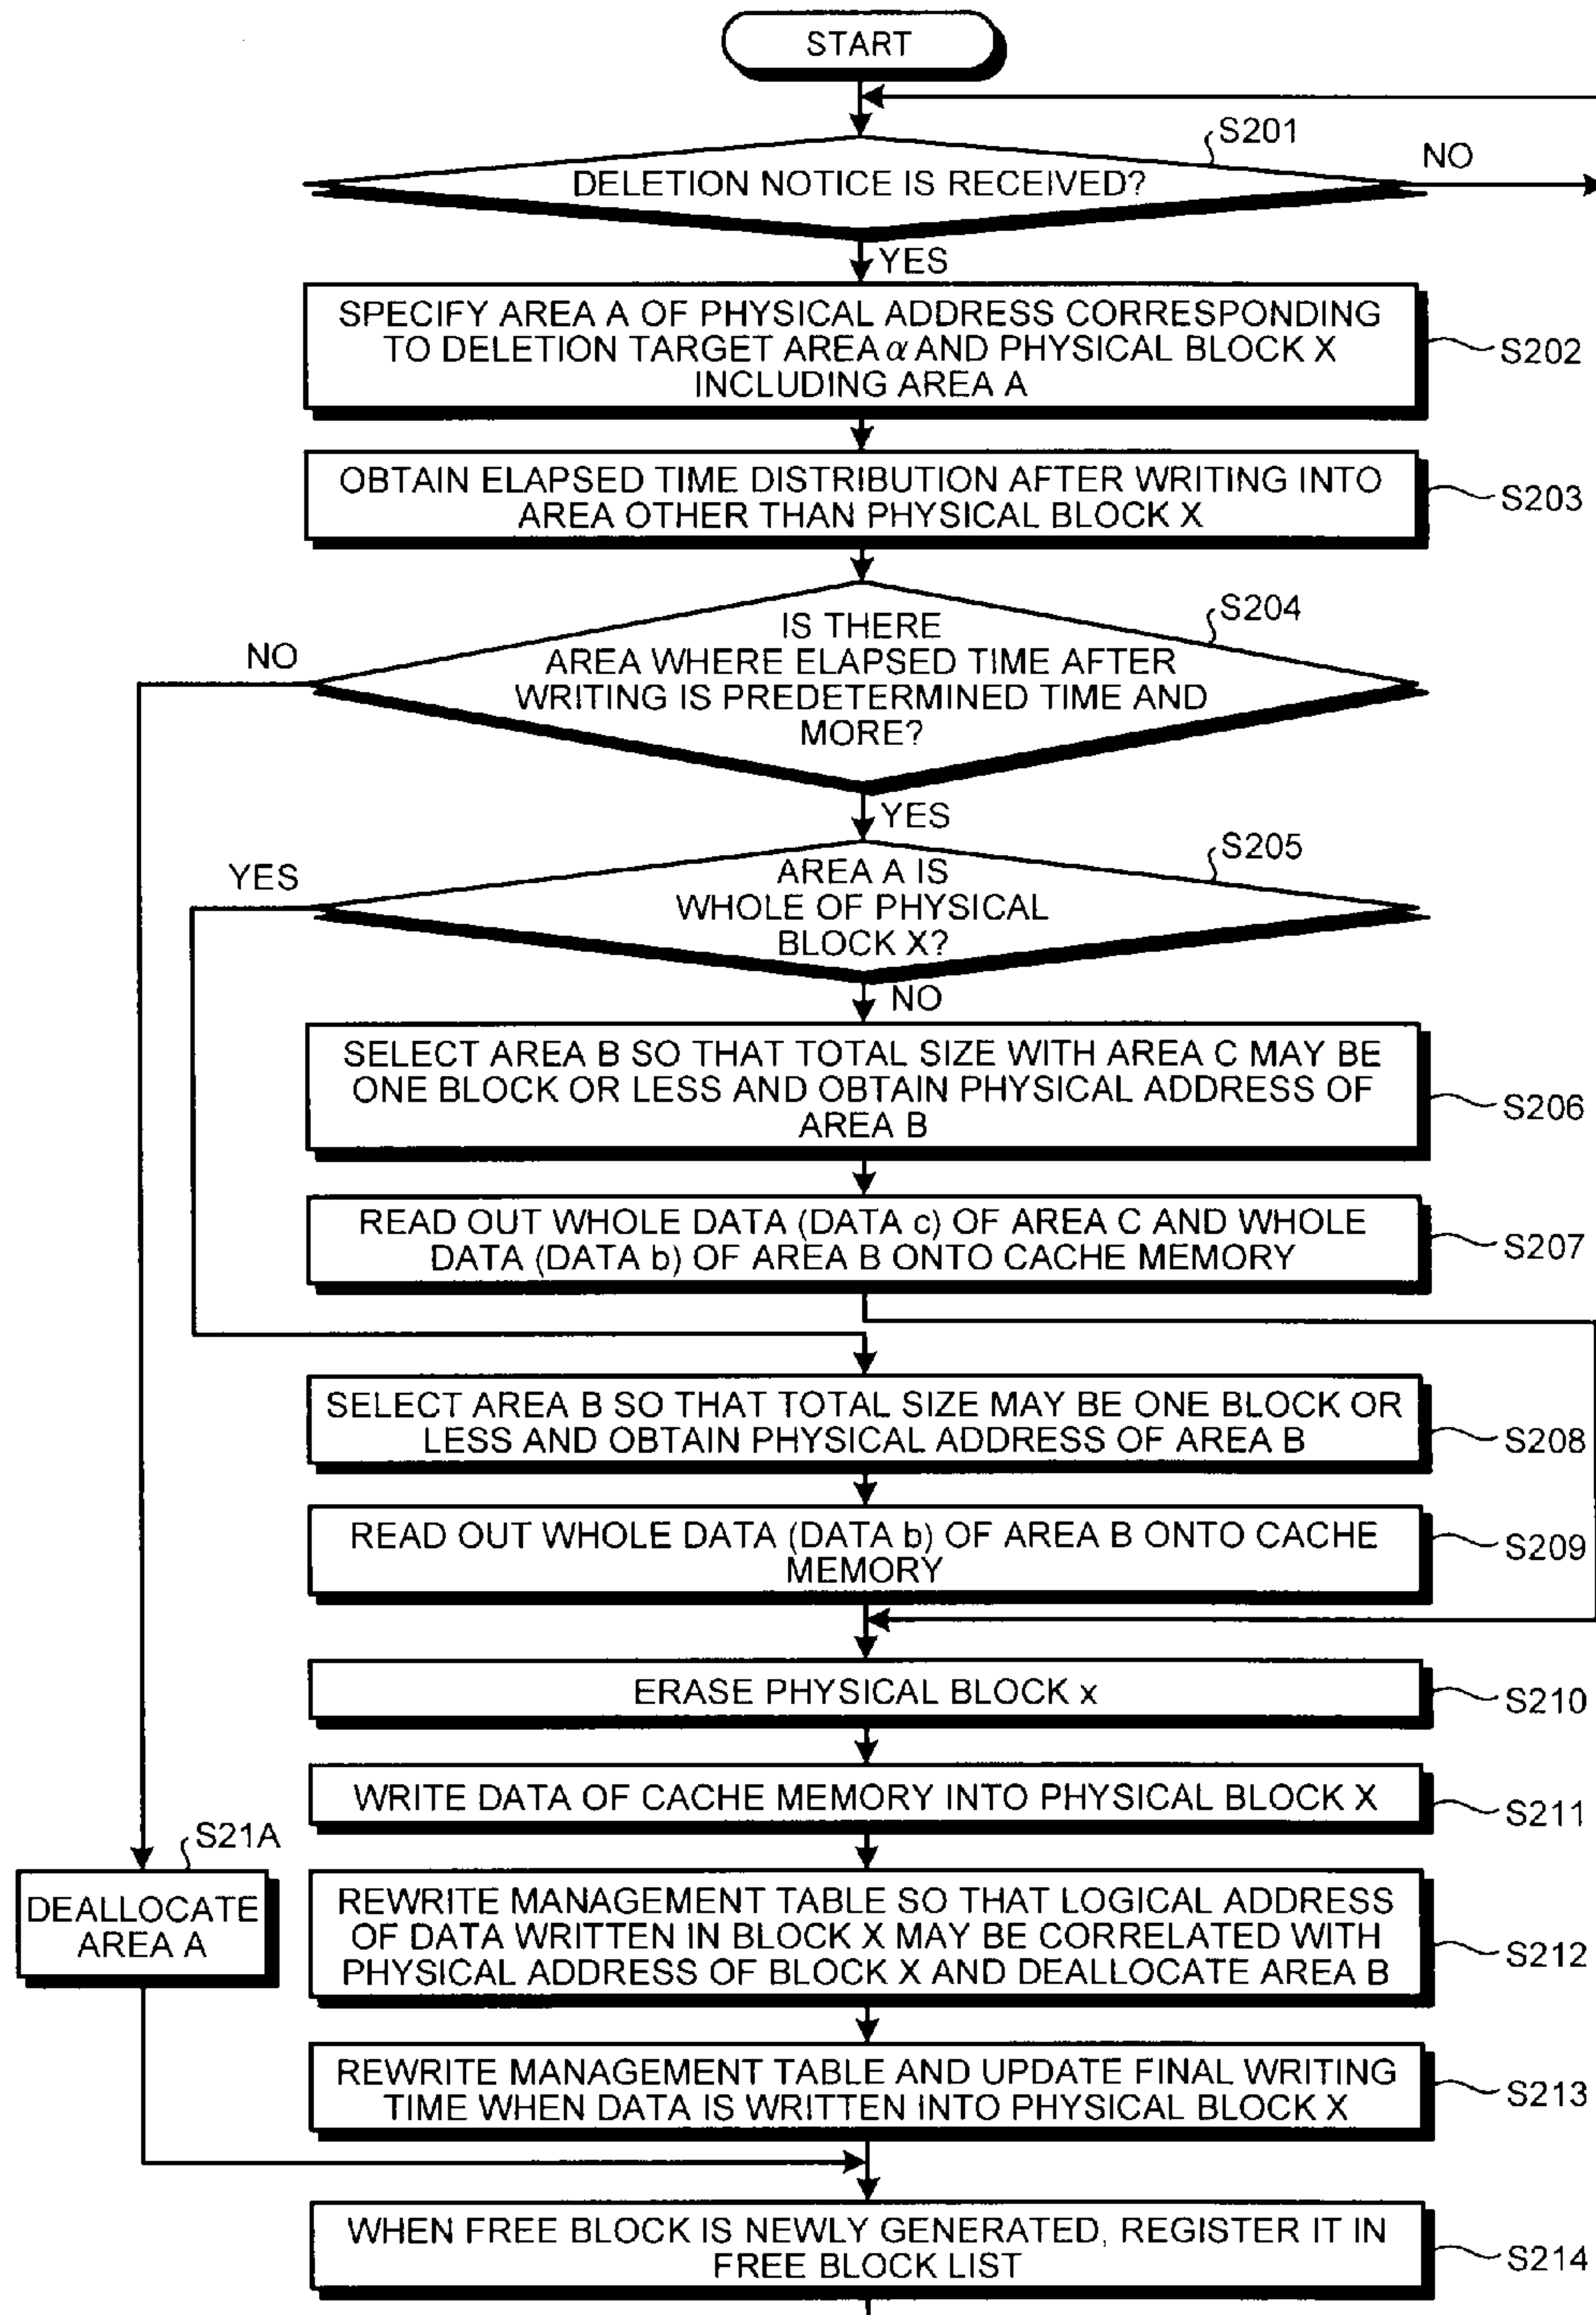 START
S201
DELETION NOTICE IS RECEIVED?
NO
YES
SPECIFY AREA A OF PHYSICAL ADDRESS CORRESPONDING
TO DELETION TARGET AREA α AND PHYSICAL BLOCK X
INCLUDING AREA A
S202
OBTAIN ELAPSED TIME DISTRIBUTION AFTER WRITING INTO
AREA OTHER THAN PHYSICAL BLOCK X
S203
S204
IS THERE
AREA WHERE ELAPSED TIME AFTER
WRITING IS PREDETERMINED TIME AND
MORE?
NO
YES
S205
AREA A IS
WHOLE OF PHYSICAL
BLOCK X?
YES
NO
SELECT AREA B SO THAT TOTAL SIZE WITH AREA C MAY BE
ONE BLOCK OR LESS AND OBTAIN PHYSICAL ADDRESS OF
AREA B
S206
READ OUT WHOLE DATA (DATA c) OF AREA C AND WHOLE
DATA (DATA b) OF AREA B ONTO CACHE MEMORY
S207
SELECT AREA B SO THAT TOTAL SIZE MAY BE ONE BLOCK OR
LESS AND OBTAIN PHYSICAL ADDRESS OF AREA B
S208
READ OUT WHOLE DATA (DATA b) OF AREA B ONTO CACHE
MEMORY
S209
ERASE PHYSICAL BLOCK x
S210
WRITE DATA OF CACHE MEMORY INTO PHYSICAL BLOCK X
S211
S21A
DEALLOCATE
AREA A
REWRITE MANAGEMENT TABLE SO THAT LOGICAL ADDRESS
OF DATA WRITTEN IN BLOCK X MAY BE CORRELATED WITH
PHYSICAL ADDRESS OF BLOCK X AND DEALLOCATE AREA B
S212
REWRITE MANAGEMENT TABLE AND UPDATE FINAL WRITING
TIME WHEN DATA IS WRITTEN INTO PHYSICAL BLOCK X
S213
WHEN FREE BLOCK IS NEWLY GENERATED, REGISTER IT IN
FREE BLOCK LIST
S214